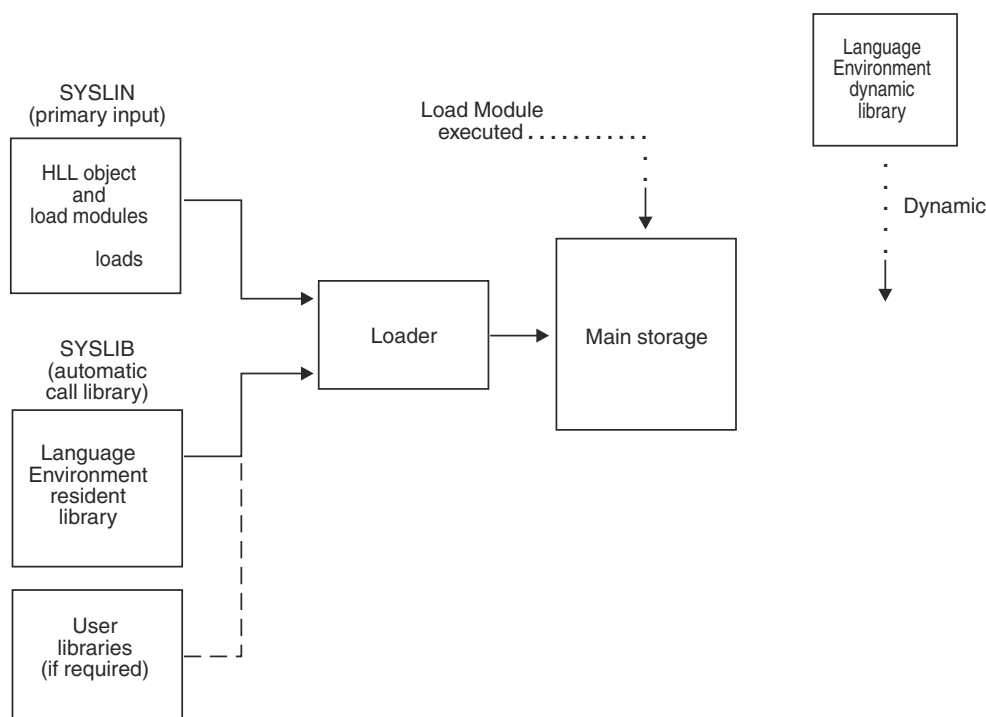 SYSLIN
(primary input)
HLL object
and
load modules
loads
SYSLIB
(automatic
call library)
Language
Environment
resident
library
User
libraries
(if required)
Loader
Load Module
executed
Main storage
Language
Environment
dynamic
library
Dynamic